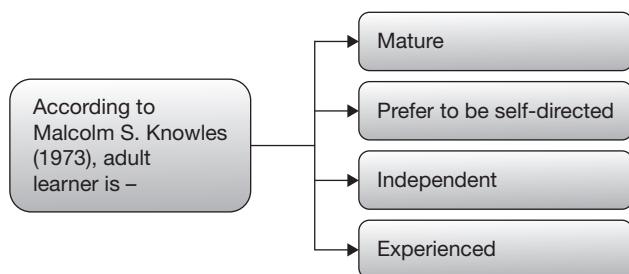 According to
Malcolm S. Knowles
(1973), adult
learner is –
Mature
Prefer to be self-directed
Independent
Experienced